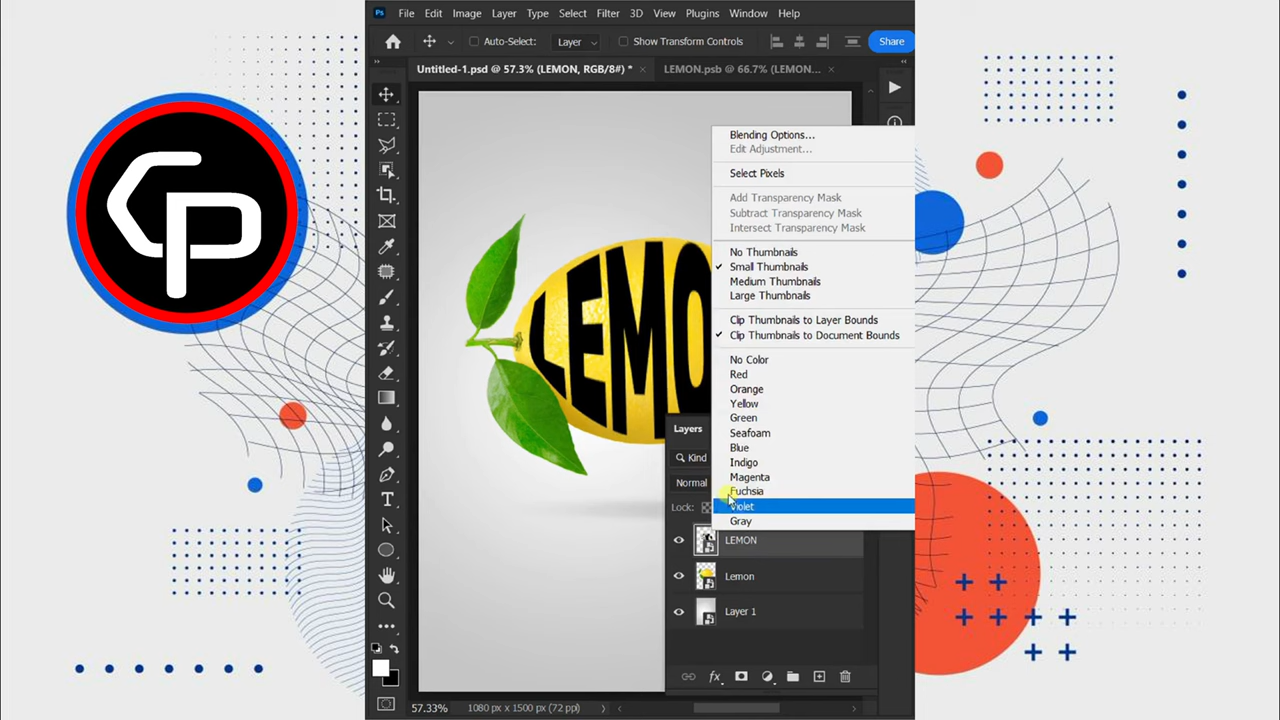 CP
Ps File Edit Image Layer Type Select Filter 3D View Plugins Window Help
Auto-Select: Layer Show Transform Controls Share
Untitled-1.psd @ 57.3% (LEMON, RGB/8#) * × LEMON.psb @ 66.7% (LEMON... ×
LEMON
Blending Options...
Edit Adjustment...
Select Pixels
Add Transparency Mask
Subtract Transparency Mask
Intersect Transparency Mask
No Thumbnails
Small Thumbnails
Medium Thumbnails
Large Thumbnails
Clip Thumbnails to Layer Bounds
Clip Thumbnails to Document Bounds
No Color
Red
Orange
Yellow
Green
Seafoam
Blue
Indigo
Magenta
Fuchsia
Violet
Gray
Layers
Kind
Normal
Lock:
LEMON
Lemon
Layer 1
fx
57.33% 1080 px x 1500 px (72 ppi)